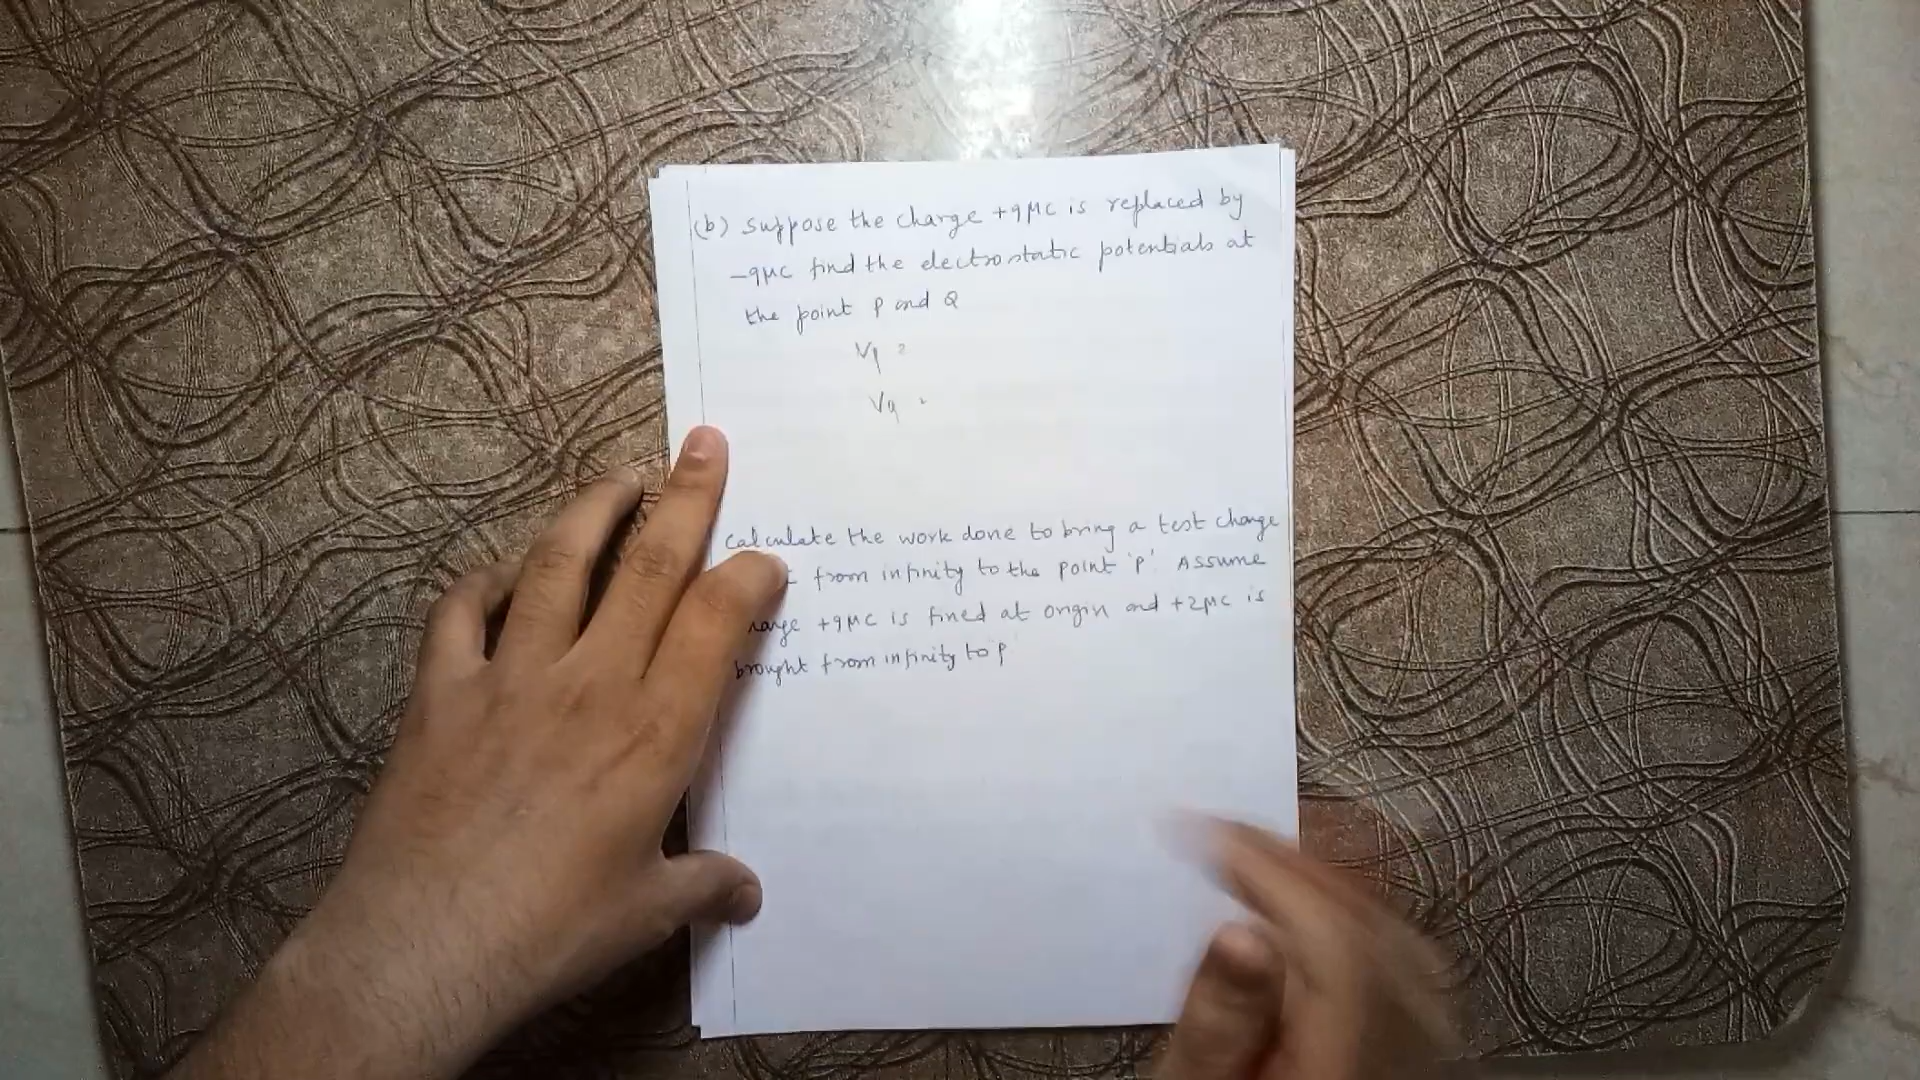 (b) Suppose the charge +9μC is replaced by
-9μC find the electrostatic potentials at
the point P and Q
Vp =
Vq =
calculate the work done to bring a test charge
from infinity to the point 'P'. Assume
+9μC is fined at origin and +2μC is
brought from infinity to P